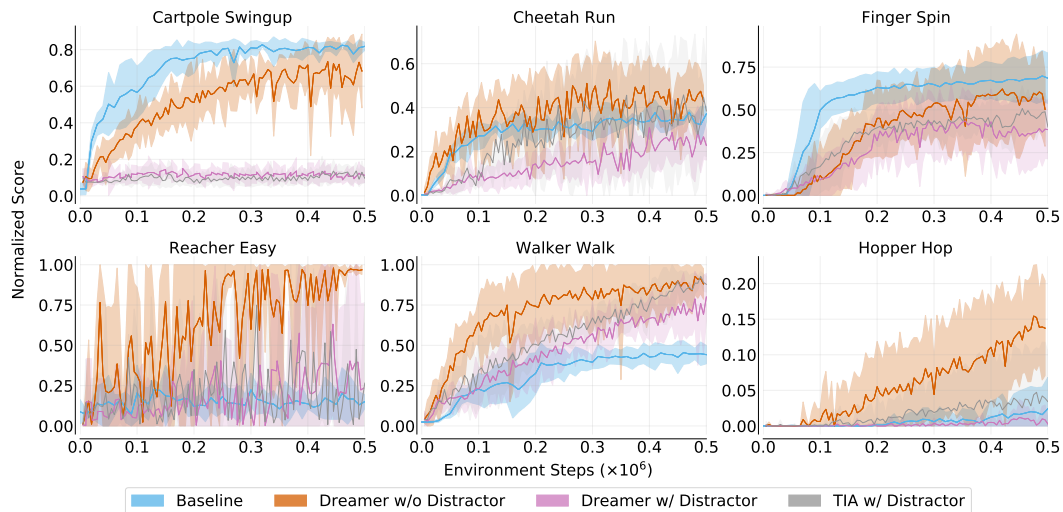 Cartpole Swingup
Cheetah Run
Finger Spin
0.8
0.6
0.4
0.2
0.0
0.0 0.1 0.2 0.3 0.4 0.5
0.6
0.4
0.2
0.0
0.0 0.1 0.2 0.3 0.4 0.5
0.75
0.50
0.25
0.00
0.0 0.1 0.2 0.3 0.4 0.5
Normalized Score
Reacher Easy
Walker Walk
Hopper Hop
1.00
0.75
0.50
0.25
0.00
0.0 0.1 0.2 0.3 0.4 0.5
1.00
0.75
0.50
0.25
0.00
0.0 0.1 0.2 0.3 0.4 0.5
0.20
0.15
0.10
0.05
0.00
0.0 0.1 0.2 0.3 0.4 0.5
Environment Steps (×10⁶)
Baseline Dreamer w/o Distractor Dreamer w/ Distractor TIA w/ Distractor